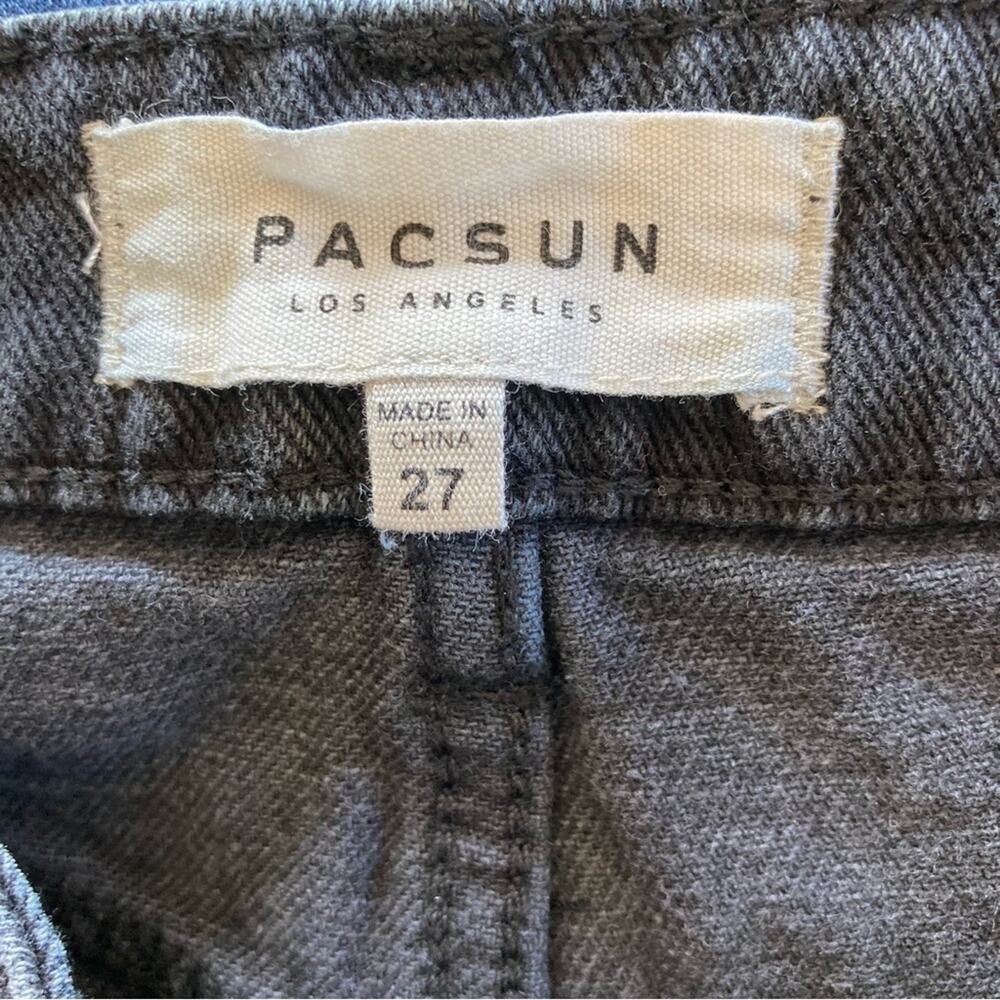 PACSUN
LOS ANGELES
MADE IN
CHINA
27